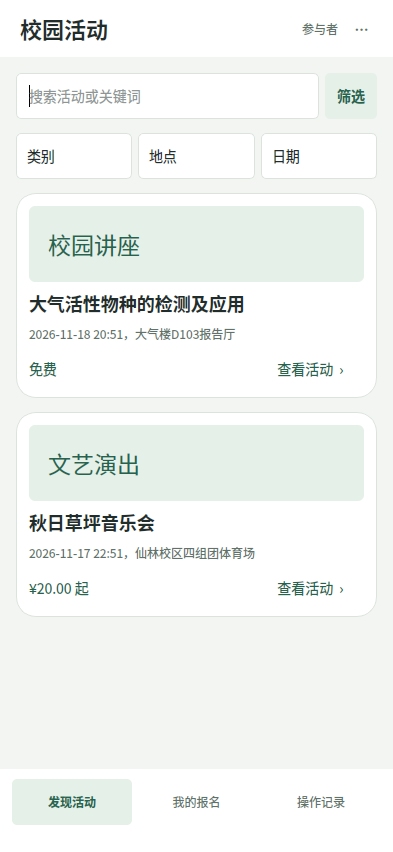 校园活动
参与者 ···
搜索活动或关键词
筛选
类别 地点 日期
校园讲座
大气活性物种的检测及应用
2026-11-18 20:51，大气楼D103报告厅
免费 查看活动 ›
文艺演出
秋日草坪音乐会
2026-11-17 22:51，仙林校区四组团体育场
¥20.00 起 查看活动 ›
发现活动 我的报名 操作记录